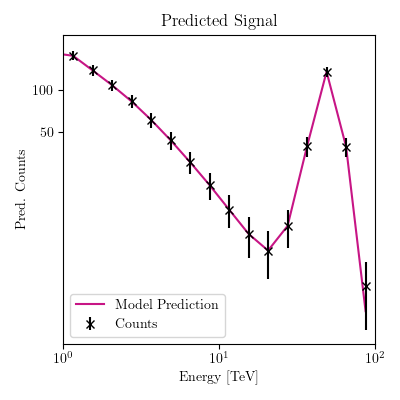 Predicted Signal
Pred. Counts
100
50
Model Prediction
Counts
10⁰
10¹
10²
Energy [TeV]